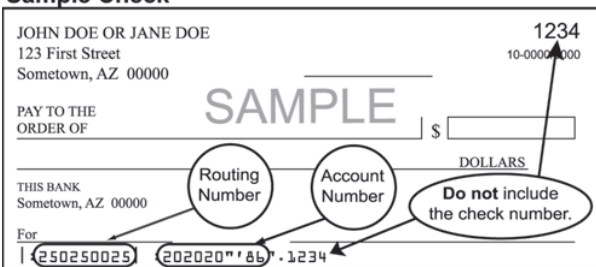 Sample Check
JOHN DOE OR JANE DOE 1234
123 First Street 10-0000/0000
Sometown, AZ 00000
PAY TO THE
ORDER OF SAMPLE $
DOLLARS
THIS BANK
Sometown, AZ 00000
Routing
Number
Account
Number
Do not include
the check number.
For
250250025 202020"'86".1234